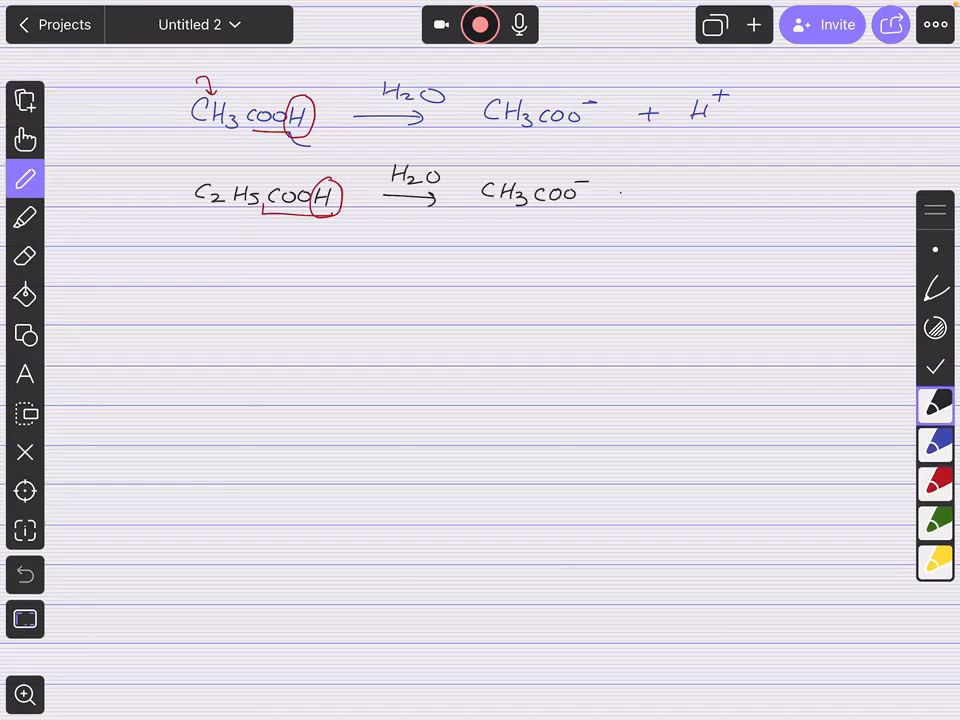 Projects Untitled 2 Invite
CH₃COOH →H₂O CH₃COO⁻ + H⁺
C₂H₅COOH →H₂O CH₃COO⁻
A